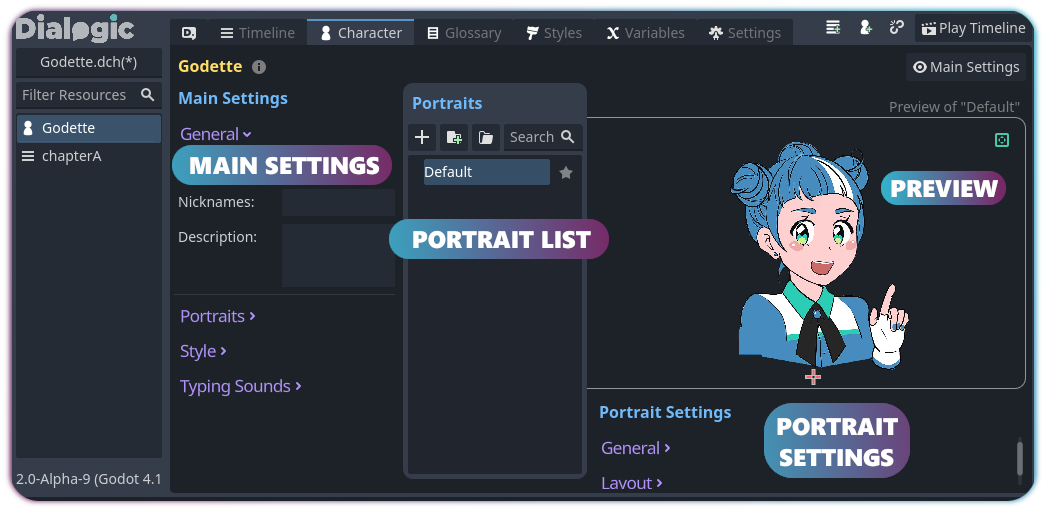 Dialogic
Timeline
Character
Glossary
Styles
Variables
Settings
Play Timeline
Godette.dch(*)
Filter Resources
Godette
chapterA
2.0-Alpha-9 (Godot 4.1
Godette
Main Settings
Main Settings
General
MAIN SETTINGS
Nicknames:
Description:
Portraits
Style
Typing Sounds
Portraits
Search
Default
PORTRAIT LIST
Preview of "Default"
PREVIEW
Portrait Settings
PORTRAIT
SETTINGS
General
Layout